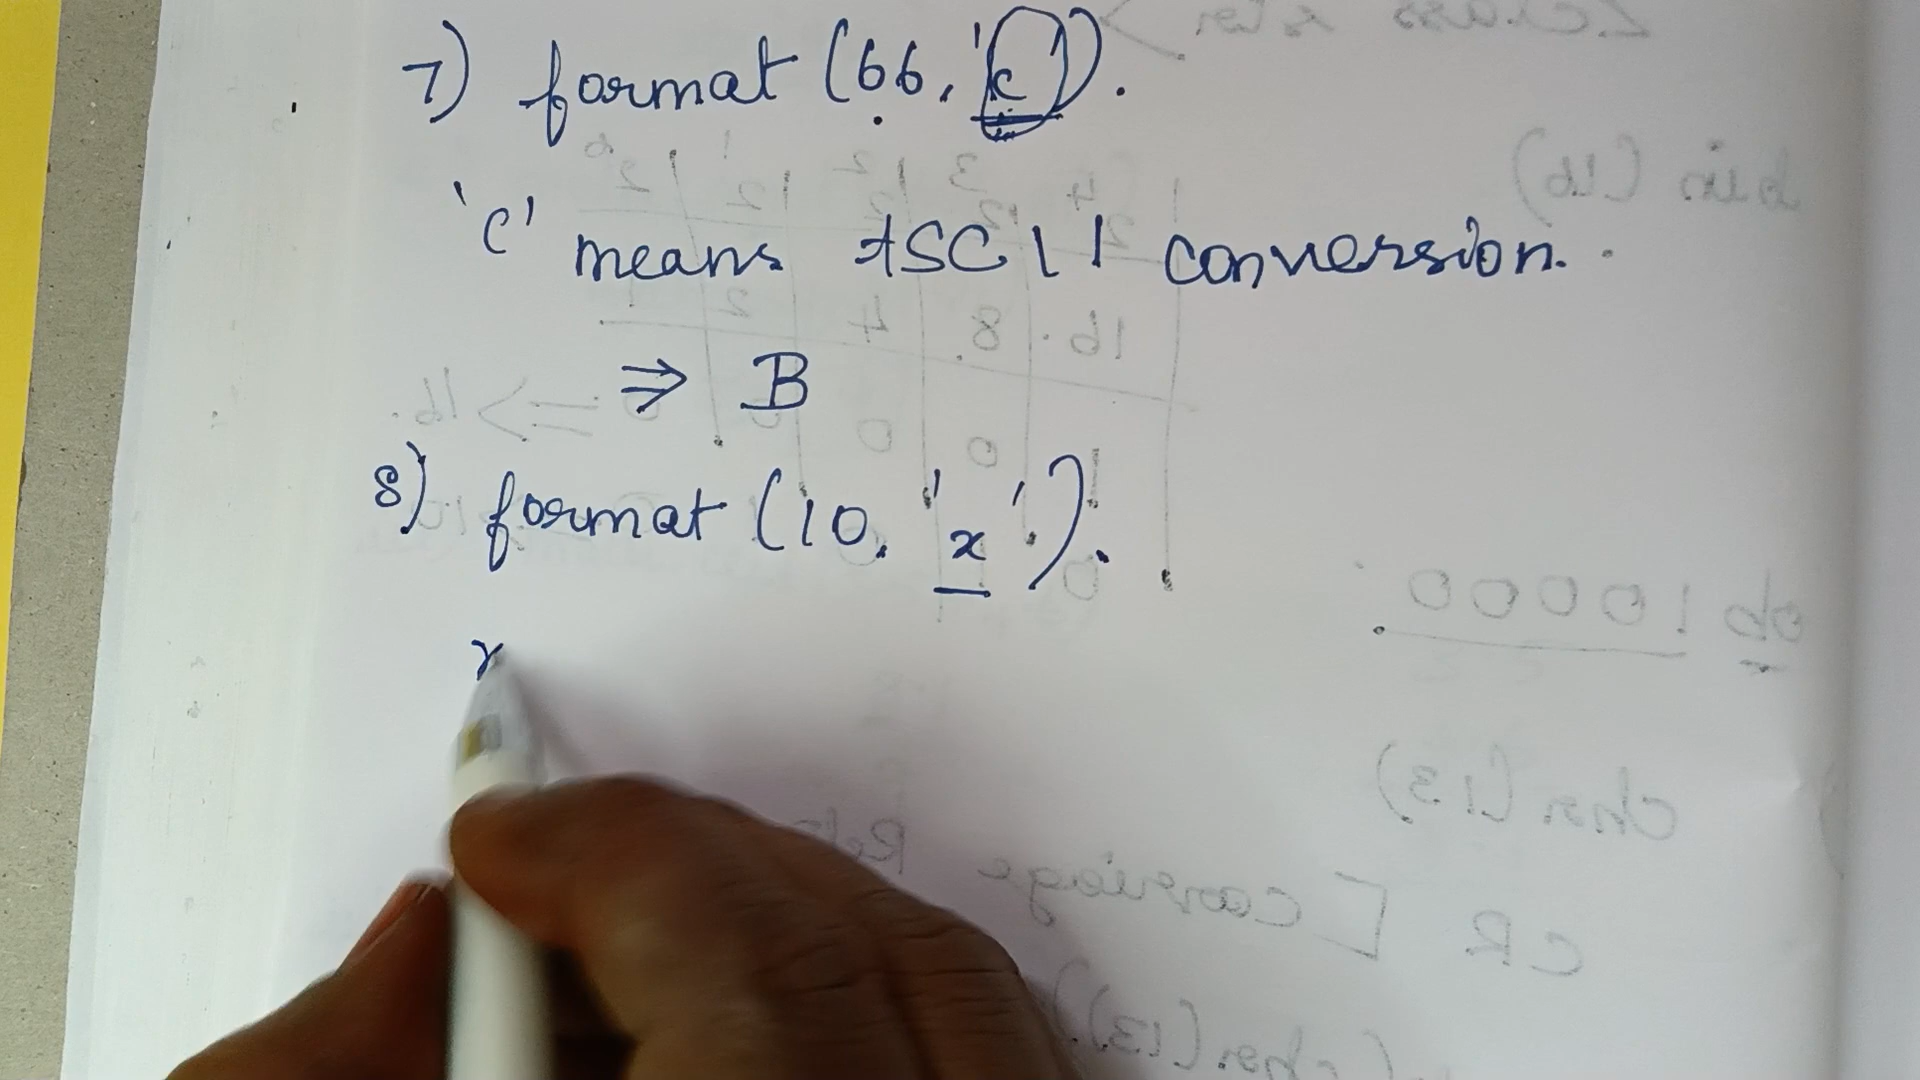 7) format (66, 'c').
'c' means ASCII conversion.
⇒ B
8) format (10, 'x').
x